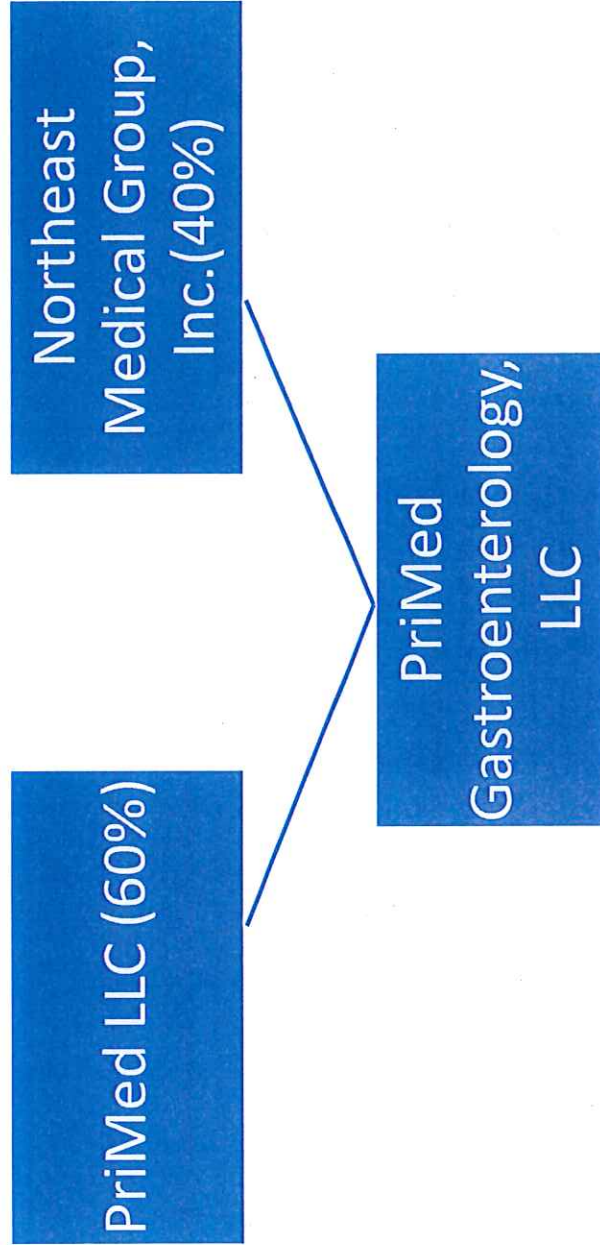 PriMed LLC (60%)
Northeast
Medical Group,
Inc.(40%)
PriMed
Gastroenterology,
LLC